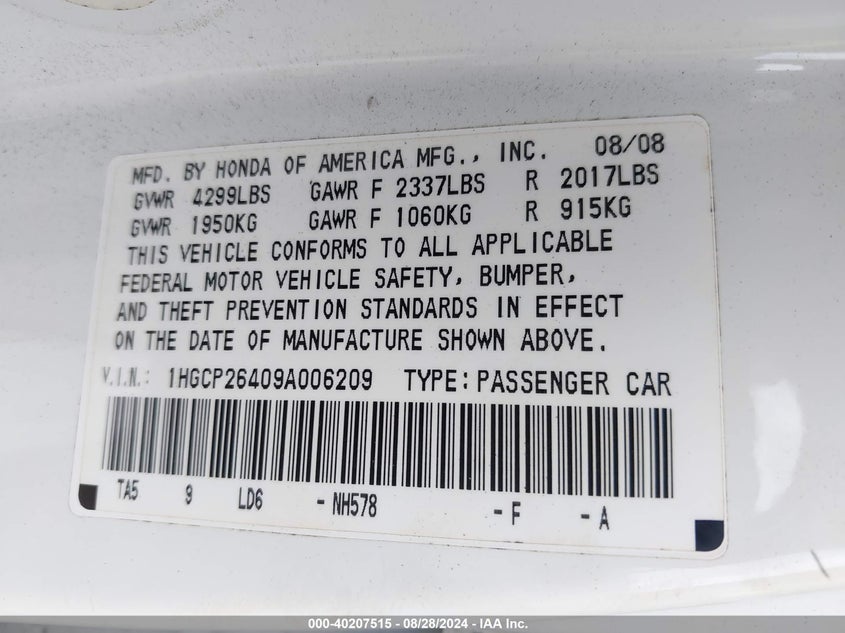 MFD. BY HONDA OF AMERICA MFG., INC. 08/08
GVWR 4299LBS GAWR F 2337LBS R 2017LBS
GVWR 1950KG GAWR F 1060KG R 915KG
THIS VEHICLE CONFORMS TO ALL APPLICABLE
FEDERAL MOTOR VEHICLE SAFETY, BUMPER,
AND THEFT PREVENTION STANDARDS IN EFFECT
ON THE DATE OF MANUFACTURE SHOWN ABOVE.
V.I.N.: 1HGCP26409A006209 TYPE: PASSENGER CAR
TA5 9 LD6 -NH578 -F -A
000-40207515 - 08/28/2024 - IAA Inc.